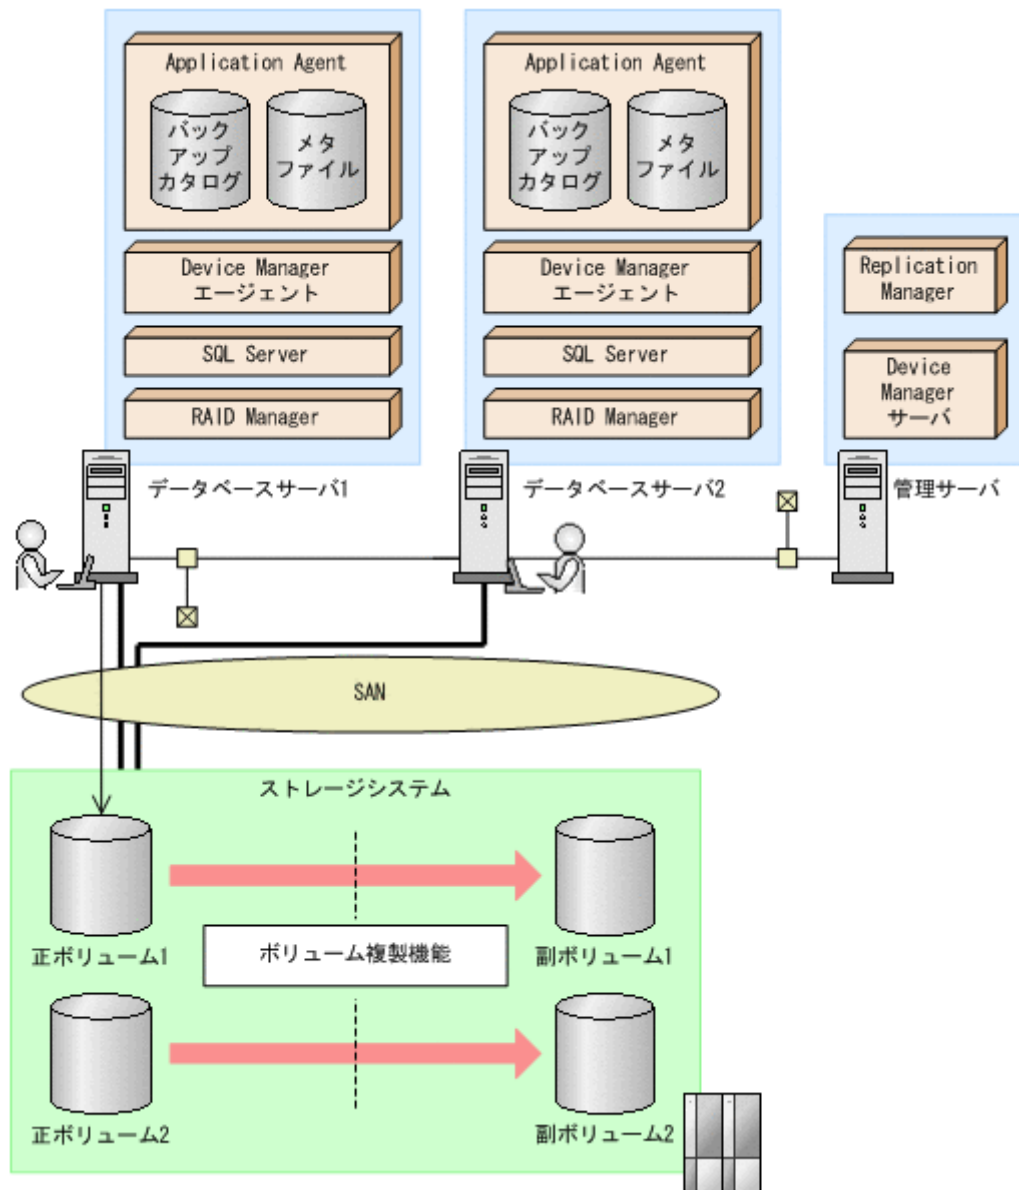 Application Agent
バック
アップ
カタログ
メタ
ファイル
Device Manager
エージェント
SQL Server
RAID Manager
データベースサーバ1
Application Agent
バック
アップ
カタログ
メタ
ファイル
Device Manager
エージェント
SQL Server
RAID Manager
データベースサーバ2
Replication
Manager
Device
Manager
サーバ
管理サーバ
SAN
ストレージシステム
正ボリューム1
ボリューム複製機能
副ボリューム1
正ボリューム2
副ボリューム2